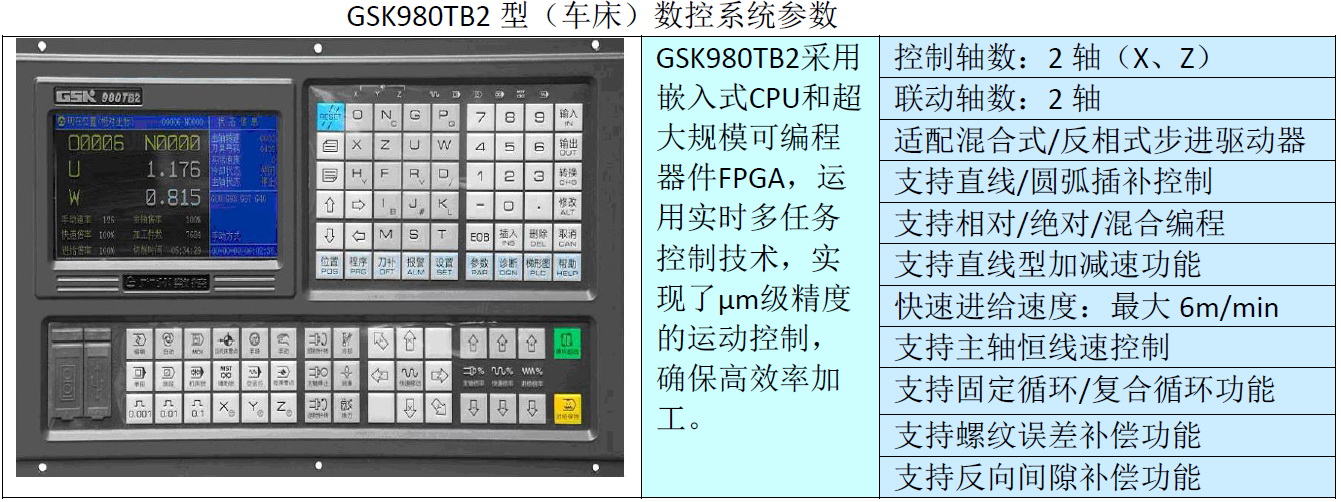 GSK980TB2 型（车床）数控系统参数
GSK 980TB2
O0006 N0000
U 1.176
W 0.815
RESET O N G P 7 8 9 输入 IN
X Z U W 4 5 6 输出 OUT
H F R D 1 2 3 转换 CHG
I J K - 0 . 修改 ALT
M S T EOB 插入 INS 删除 DEL 取消 CAN
位置 POS 程序 PRG 刀补 OFT 报警 ALM 设置 SET 参数 PAR 诊断 DGN 梯形图 PLC 帮助 HELP
编辑 自动 MDI
MST
0.001 0.01 0.1 X Y Z
GSK980TB2采用
嵌入式CPU和超
大规模可编程
器件FPGA，运
用实时多任务
控制技术，实
现了μm级精度
的运动控制，
确保高效率加
工。
控制轴数：2 轴（X、Z）
联动轴数：2 轴
适配混合式/反相式步进驱动器
支持直线/圆弧插补控制
支持相对/绝对/混合编程
支持直线型加减速功能
快速进给速度：最大 6m/min
支持主轴恒线速控制
支持固定循环/复合循环功能
支持螺纹误差补偿功能
支持反向间隙补偿功能